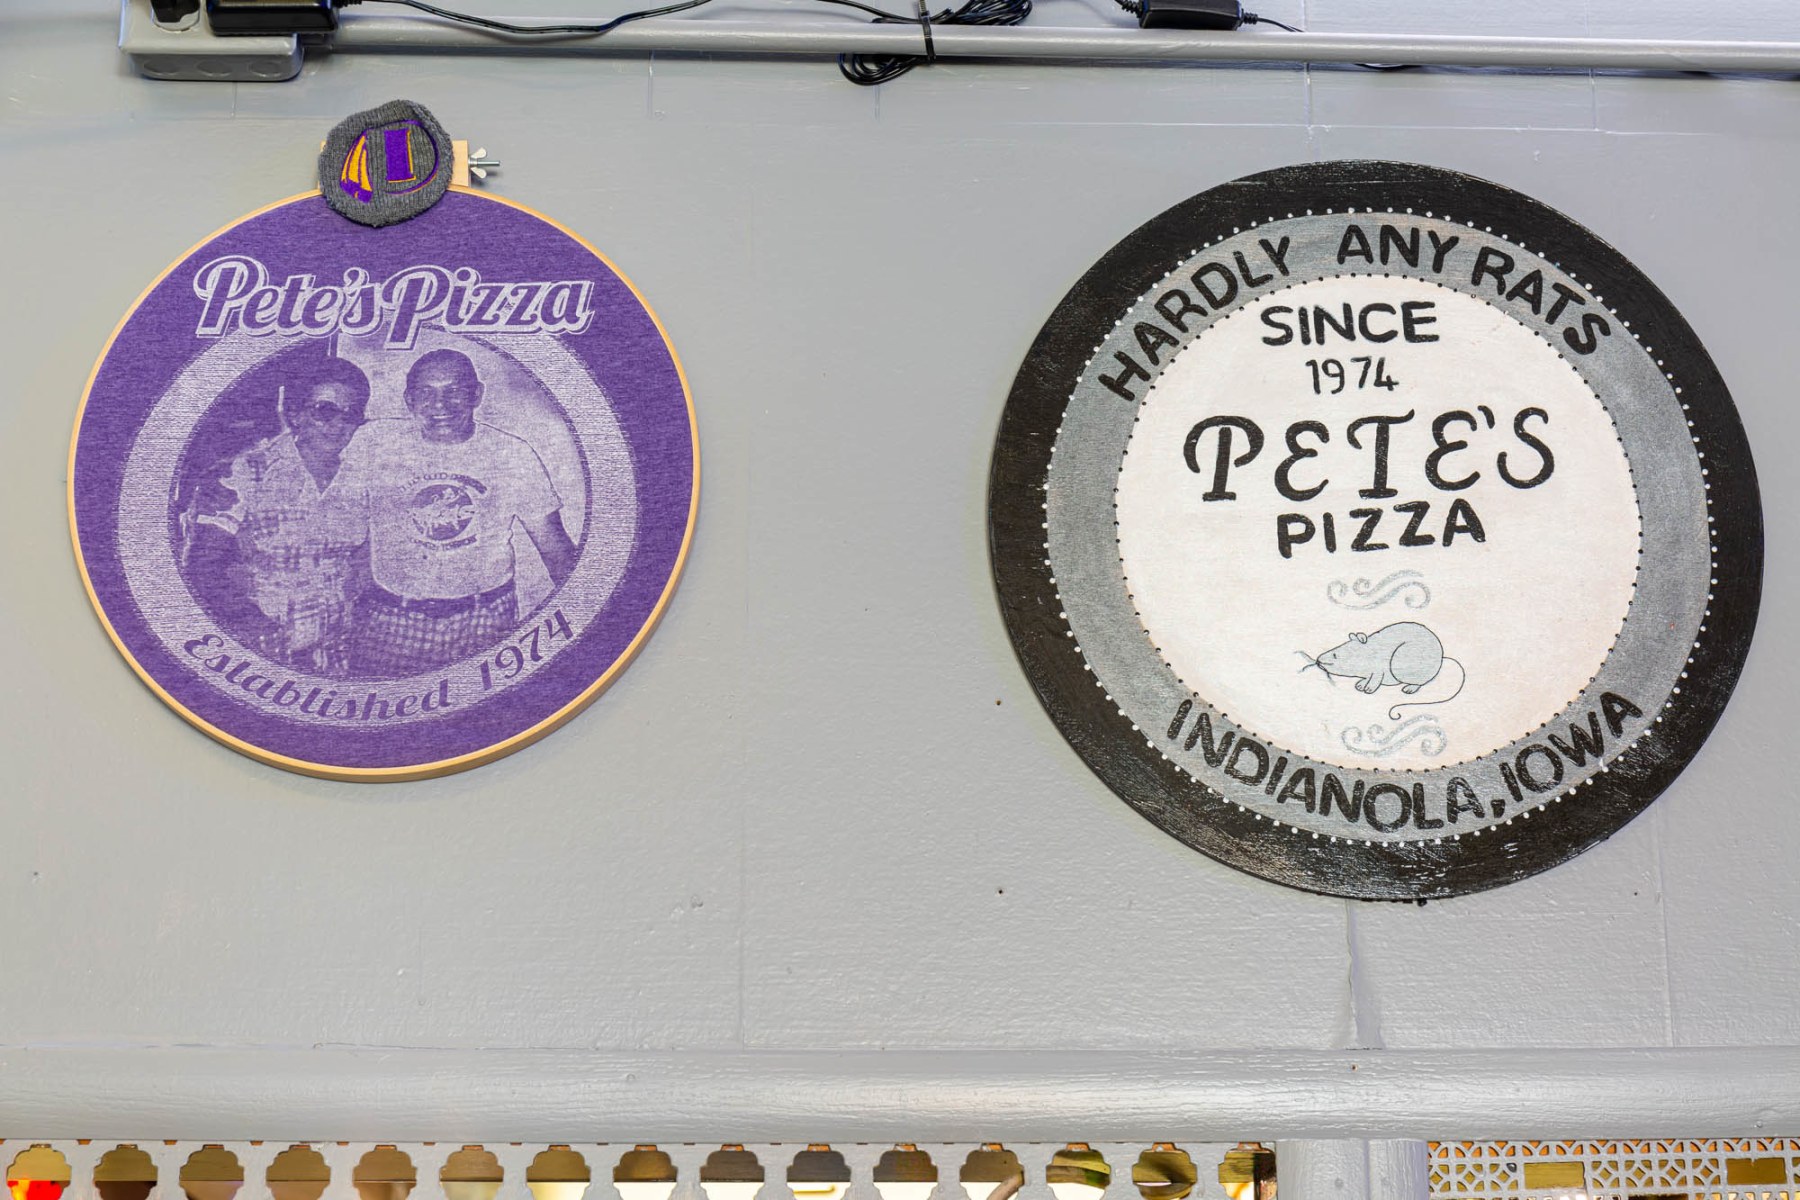 Pete's Pizza
Established 1974
HARDLY ANY RATS
SINCE
1974
PETE'S
PIZZA
INDIANOLA, IOWA